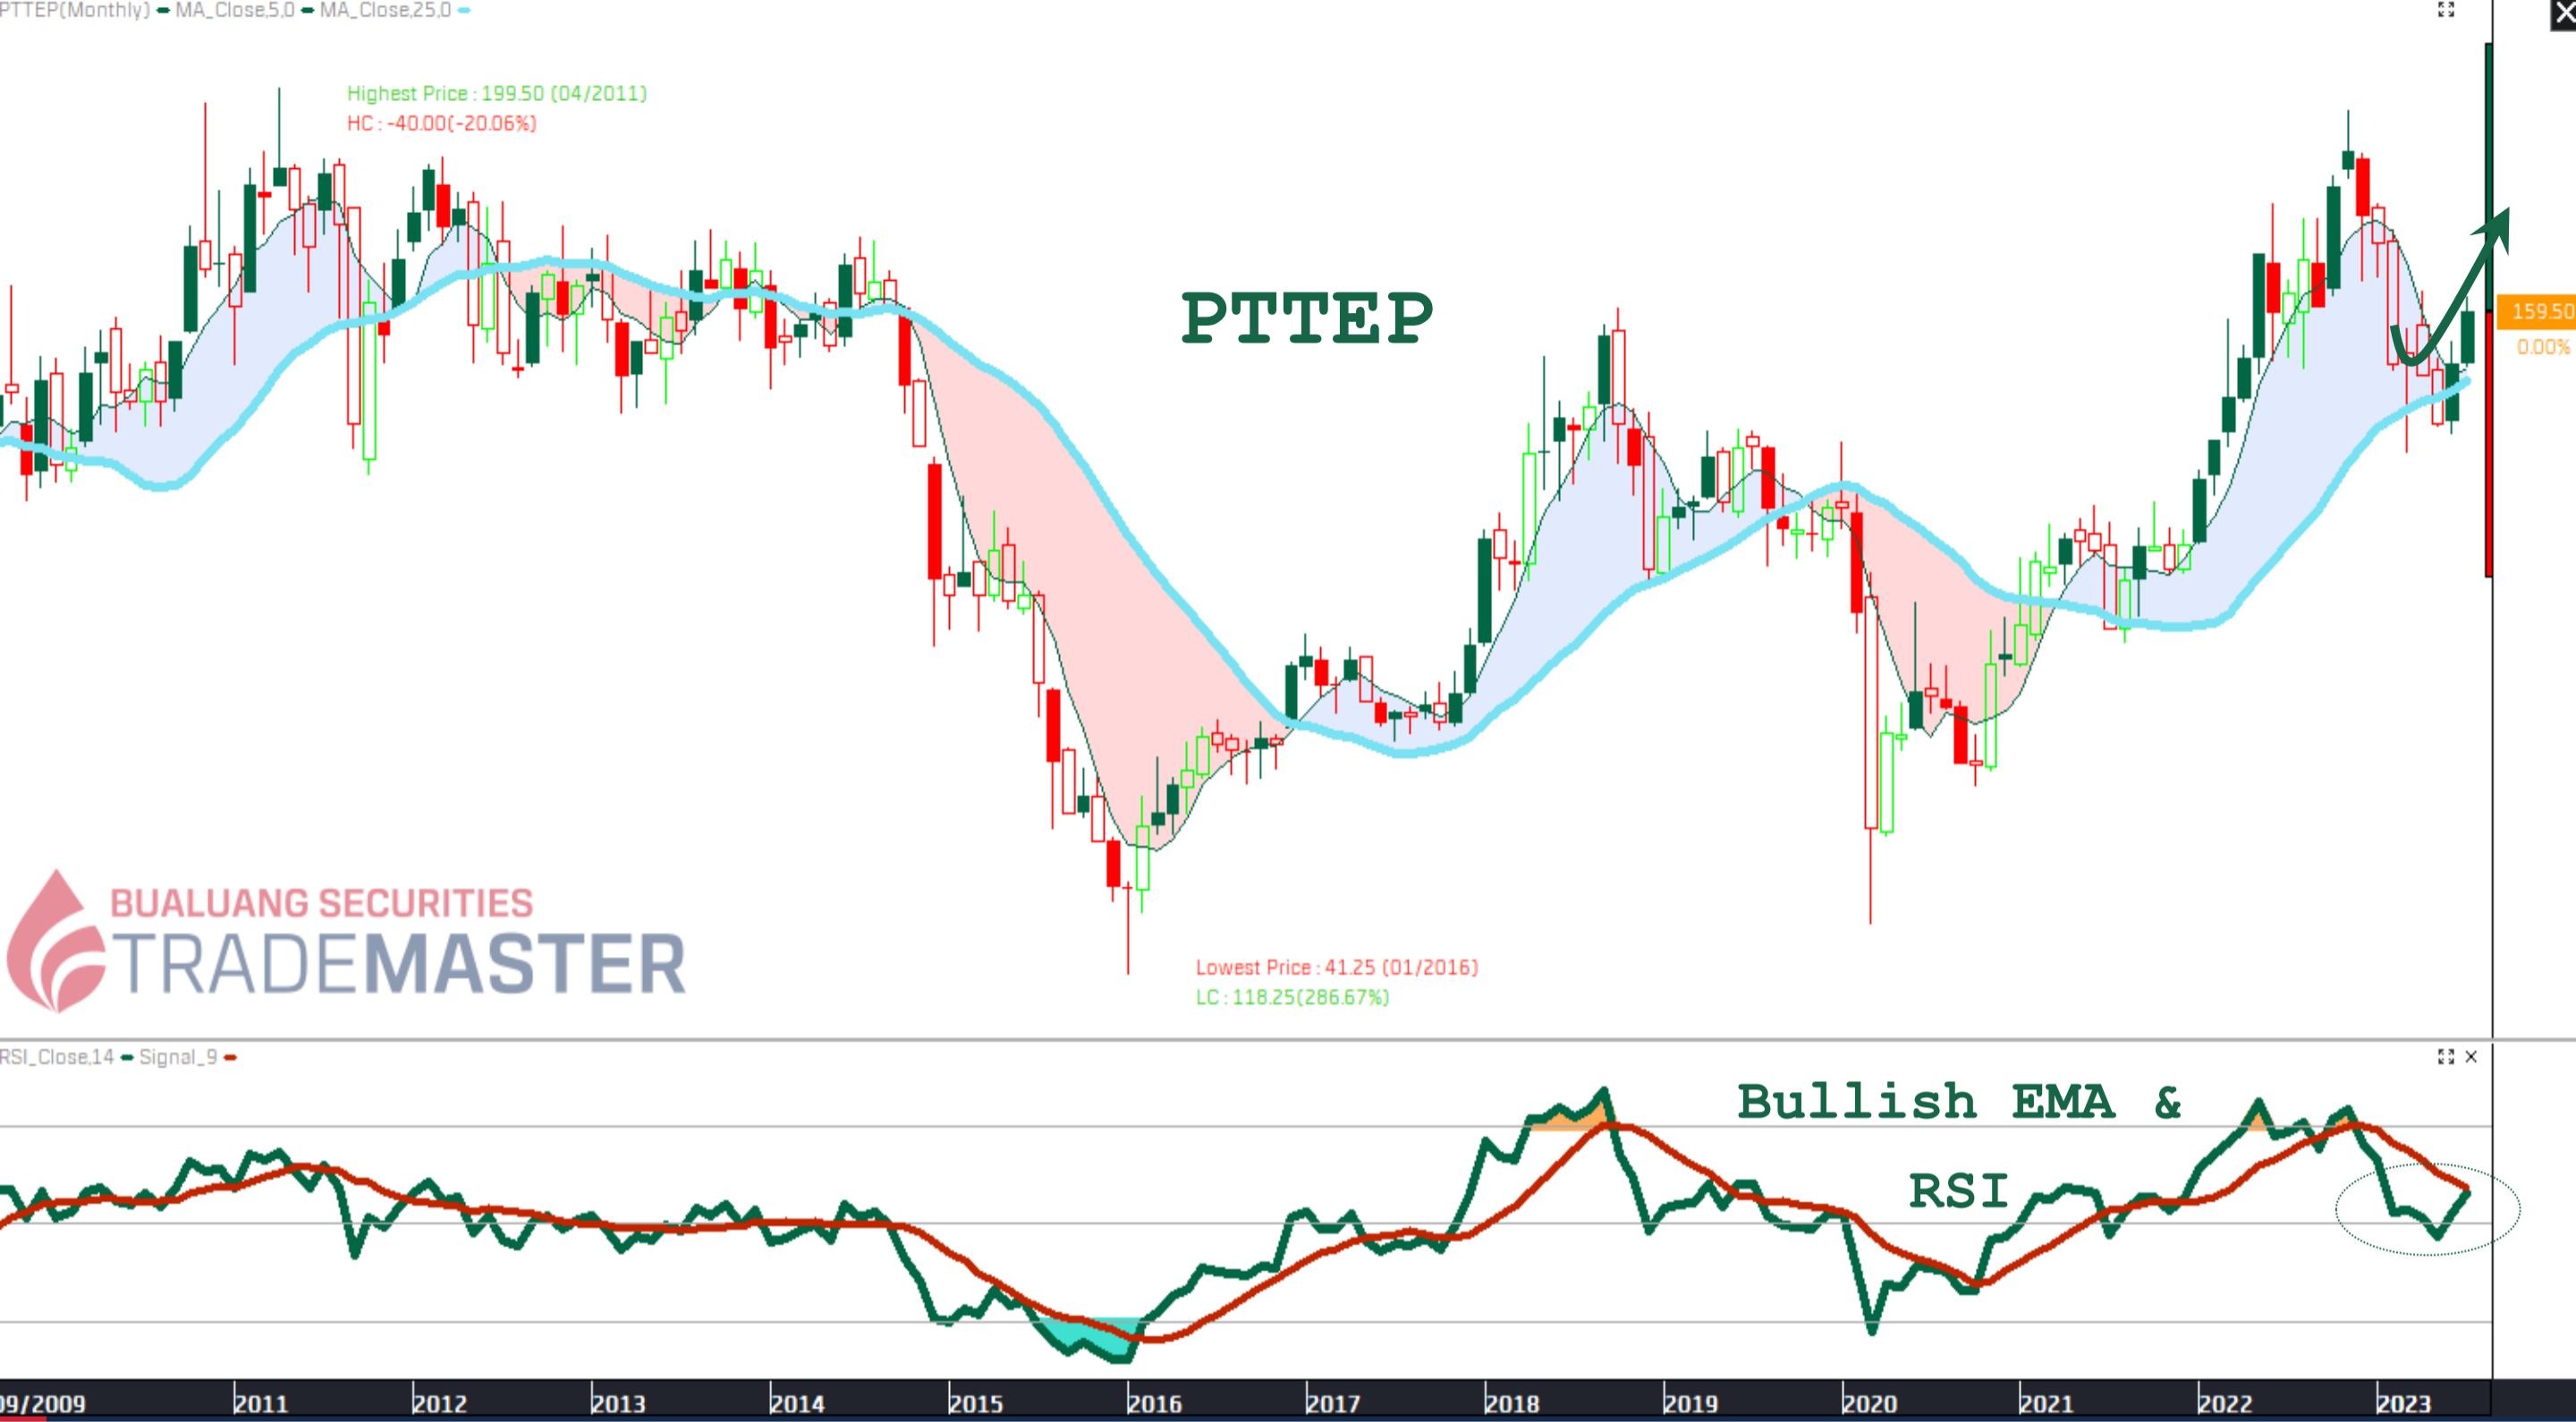 PTTEP(Monthly) MA_Close,5,0 MA_Close,25,0
Highest Price : 199.50 (04/2011)
HC : -40.00(-20.06%)
PTTEP
159.50
0.00%
BUALUANG SECURITIES
TRADEMASTER
Lowest Price : 41.25 (01/2016)
LC : 118.25(286.67%)
RSI_Close,14 Signal_9
Bullish EMA &
RSI
09/2009 2011 2012 2013 2014 2015 2016 2017 2018 2019 2020 2021 2022 2023